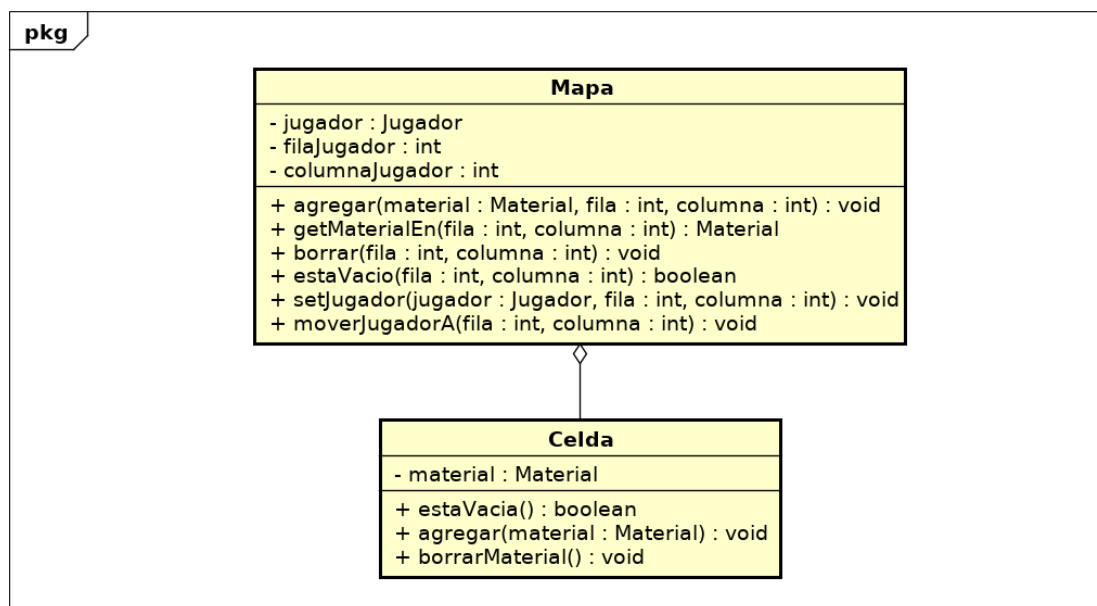 pkg
Mapa
- jugador : Jugador
- filaJugador : int
- columnaJugador : int
+ agregar(material : Material, fila : int, columna : int) : void
+ getMaterialEn(fila : int, columna : int) : Material
+ borrar(fila : int, columna : int) : void
+ estaVacio(fila : int, columna : int) : boolean
+ setJugador(jugador : Jugador, fila : int, columna : int) : void
+ moverJugadorA(fila : int, columna : int) : void
Celda
- material : Material
+ estaVacia() : boolean
+ agregar(material : Material) : void
+ borrarMaterial() : void